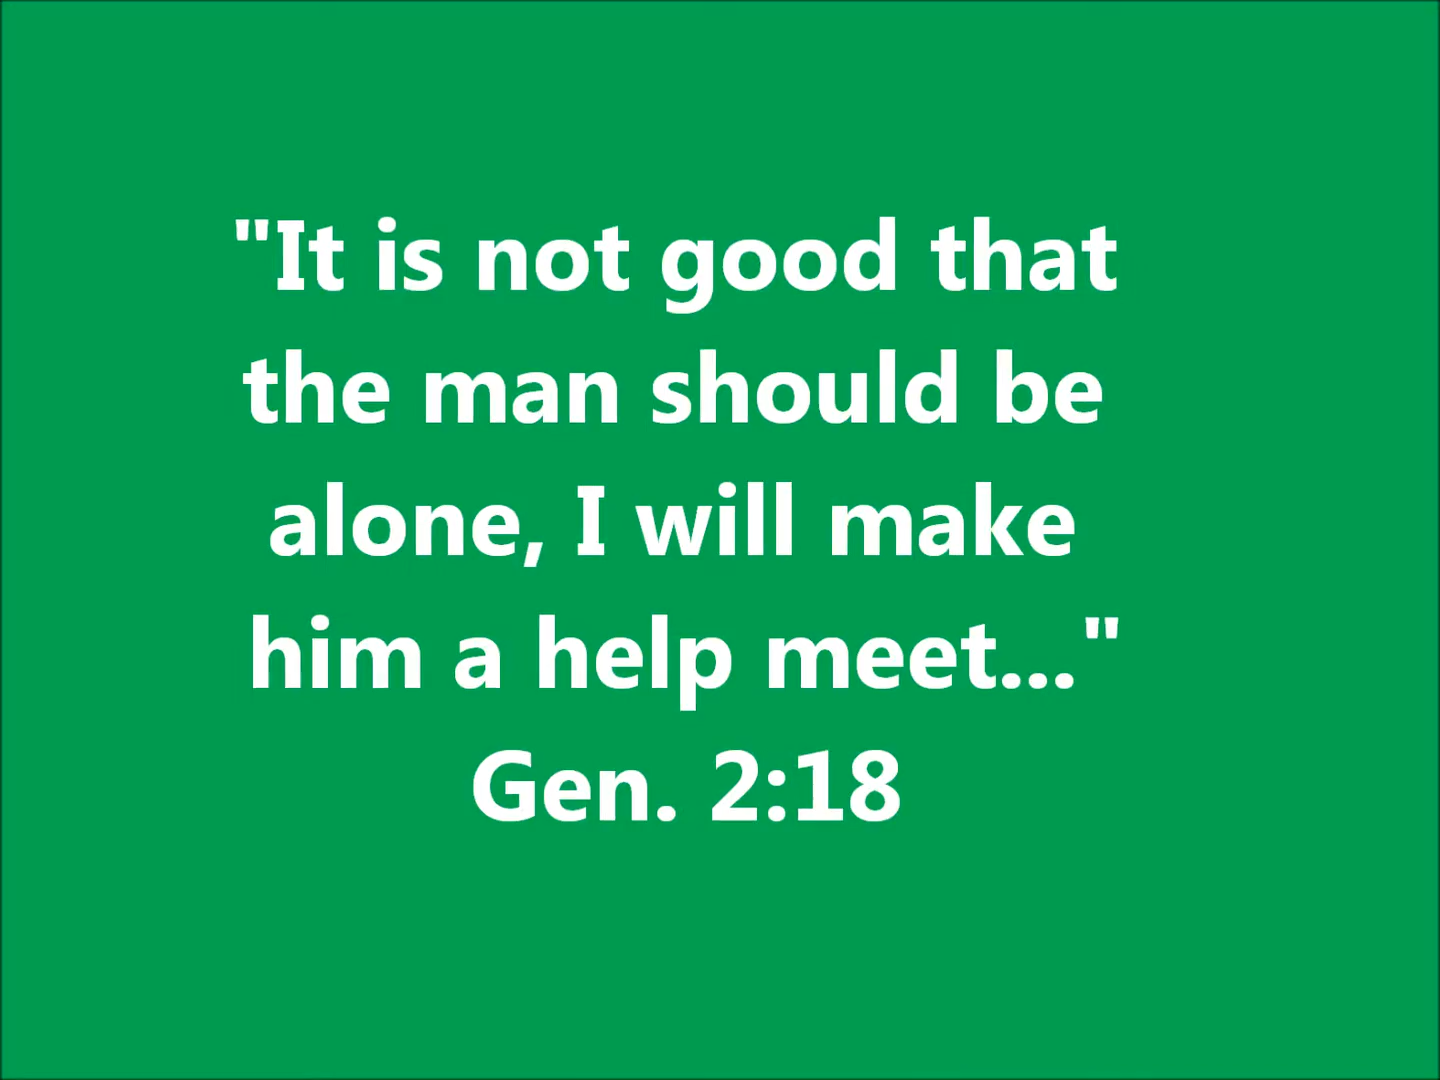 "It is not good that
the man should be
alone, I will make
him a help meet..."
Gen. 2:18